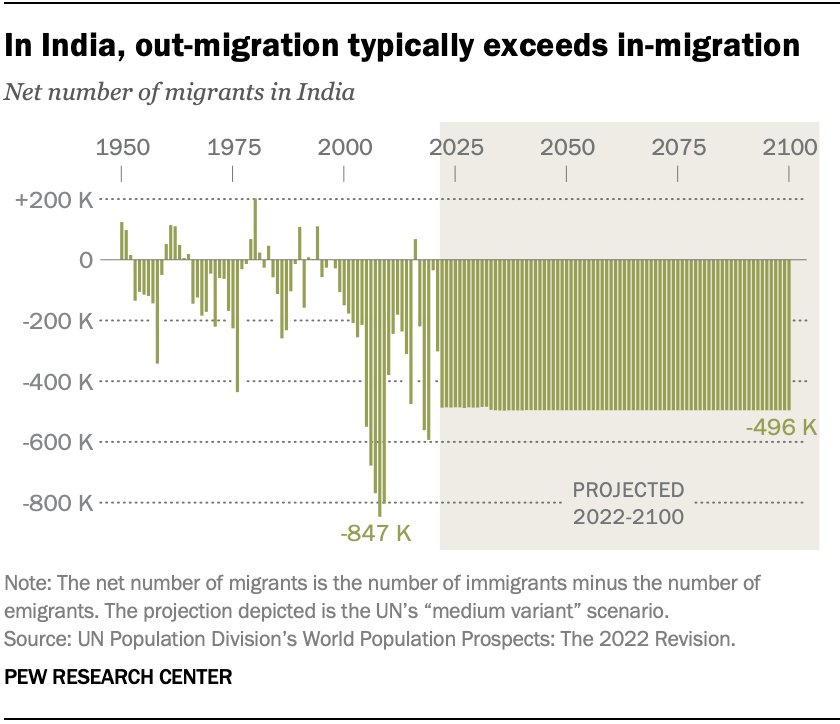 In India, out-migration typically exceeds in-migration
Net number of migrants in India
1950 1975 2000 2025 2050 2075 2100
+200 K
0
-200 K
-400 K
-496 K
-600 K
PROJECTED
-800 K
2022-2100
-847 K
Note: The net number of migrants is the number of immigrants minus the number of
emigrants. The projection depicted is the UN’s “medium variant” scenario.
Source: UN Population Division’s World Population Prospects: The 2022 Revision.
PEW RESEARCH CENTER